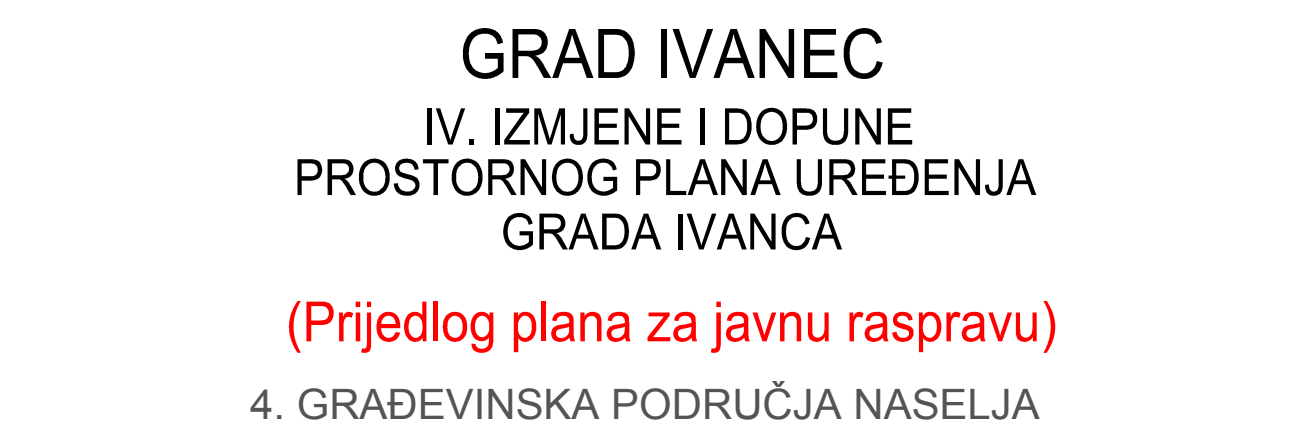 GRAD IVANEC
IV. IZMJENE I DOPUNE
PROSTORNOG PLANA UREĐENJA
GRADA IVANCA
(Prijedlog plana za javnu raspravu)
4. GRAĐEVINSKA PODRUČJA NASELJA